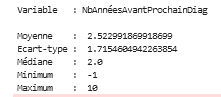 Variable : NbAnnéesAvantProchainDiag
Moyenne : 2.522991869918699
Ecart-type : 1.7154604942263854
Médiane : 2.0
Minimum : -1
Maximum : 10